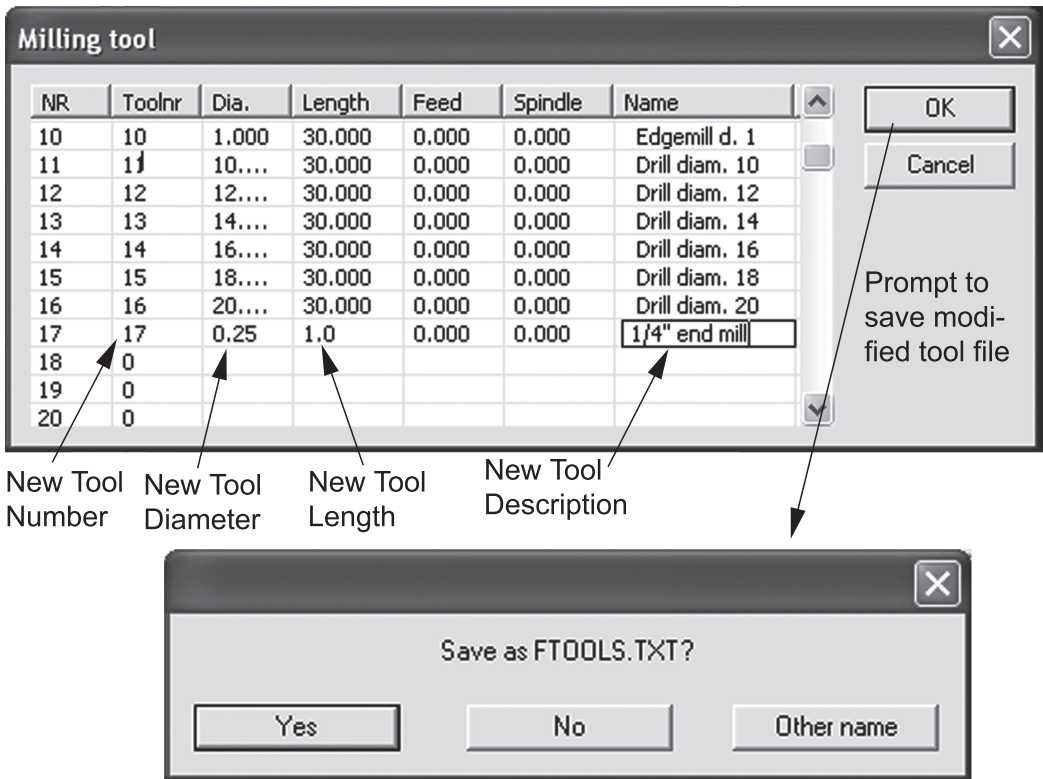 Milling tool
NR Toolnr Dia. Length Feed Spindle Name
OK
10 10 1.000 30.000 0.000 0.000 Edgemill d. 1
11 11 10.... 30.000 0.000 0.000 Drill diam. 10
Cancel
12 12 12.... 30.000 0.000 0.000 Drill diam. 12
13 13 14.... 30.000 0.000 0.000 Drill diam. 14
14 14 16.... 30.000 0.000 0.000 Drill diam. 16
15 15 18.... 30.000 0.000 0.000 Drill diam. 18
16 16 20.... 30.000 0.000 0.000 Drill diam. 20
17 17 0.25 1.0 0.000 0.000 1/4" end mill
18 0
19 0
20 0
Prompt to
save modi-
fied tool file
New Tool
Number
New Tool
Diameter
New Tool
Length
New Tool
Description
Save as FTOOLS.TXT?
Yes No Other name